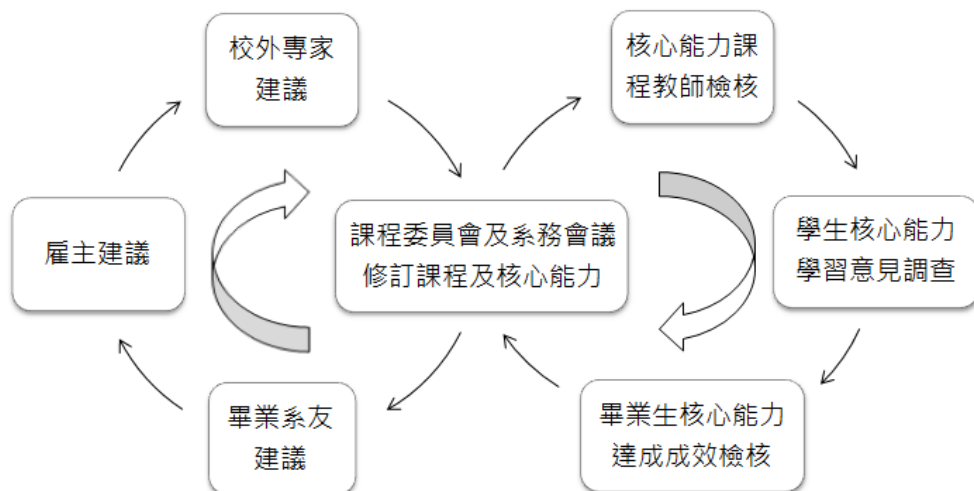 校外專家
建議
核心能力課
程教師檢核
雇主建議
課程委員會及系務會議
修訂課程及核心能力
學生核心能力
學習意見調查
畢業系友
建議
畢業生核心能力
達成成效檢核